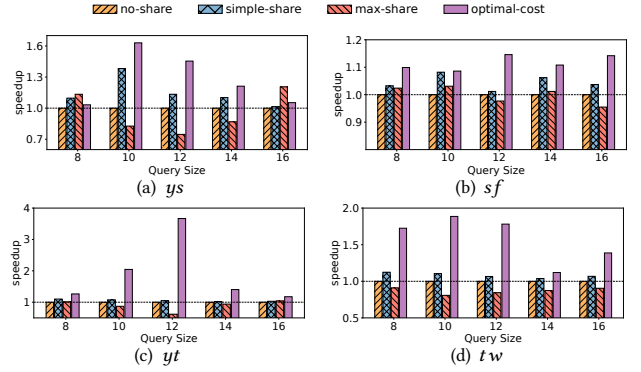 no-share simple-share max-share optimal-cost
speedup
1.6
1.3
1.0
0.7
8 10 12 14 16
Query Size
(a) ys
speedup
1.2
1.1
1.0
0.9
8 10 12 14 16
Query Size
(b) sf
speedup
4
3
2
1
8 10 12 14 16
Query Size
(c) yt
speedup
2.0
1.5
1.0
0.5
8 10 12 14 16
Query Size
(d) tw